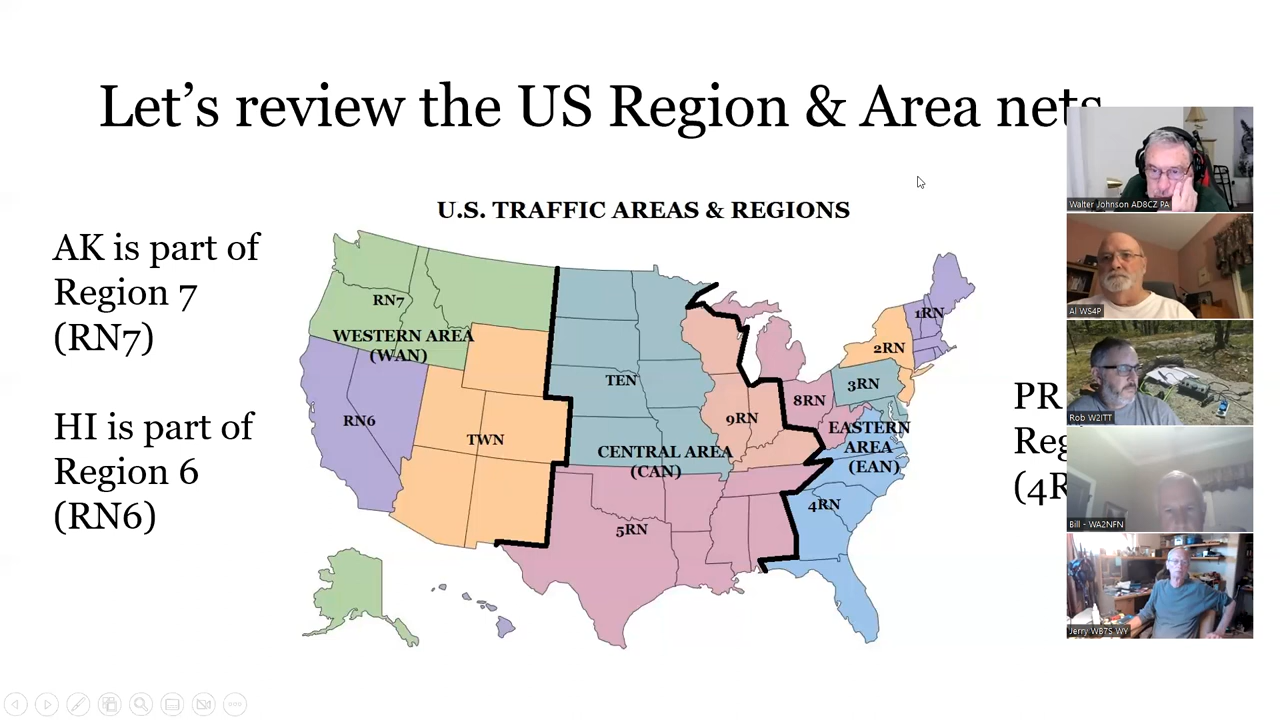 Let's review the US Region & Area nets
U.S. TRAFFIC AREAS & REGIONS
AK is part of
Region 7
(RN7)
HI is part of
Region 6
(RN6)
RN7
WESTERN AREA
(WAN)
RN6
TWN
TEN
CENTRAL AREA
(CAN)
5RN
9RN
8RN
1RN
2RN
3RN
EASTERN
AREA
(EAN)
4RN
PR
Reg
(4R
Walter Johnson AD8CZ PA
Al WS4P
Rob W2ITT
Bill - WA2NFN
Jerry WB7S WY